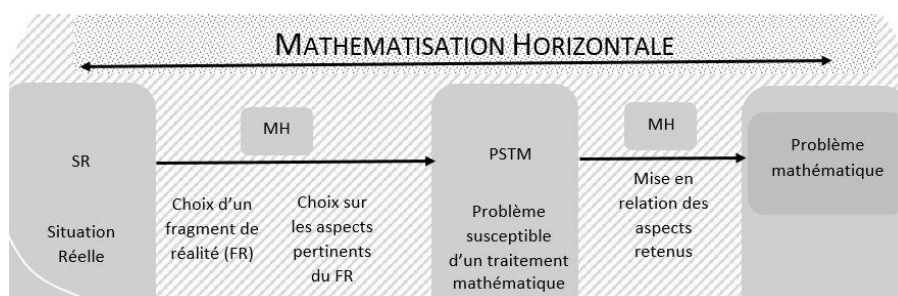 MATHEMATISATION HORIZONTALE
SR
Situation
Réelle
MH
Choix d'un
fragment de
réalité (FR)
Choix sur
les aspects
pertinents
du FR
PSTM
Problème
susceptible
d'un traitement
mathématique
MH
Mise en
relation des
aspects
retenus
Problème
mathématique